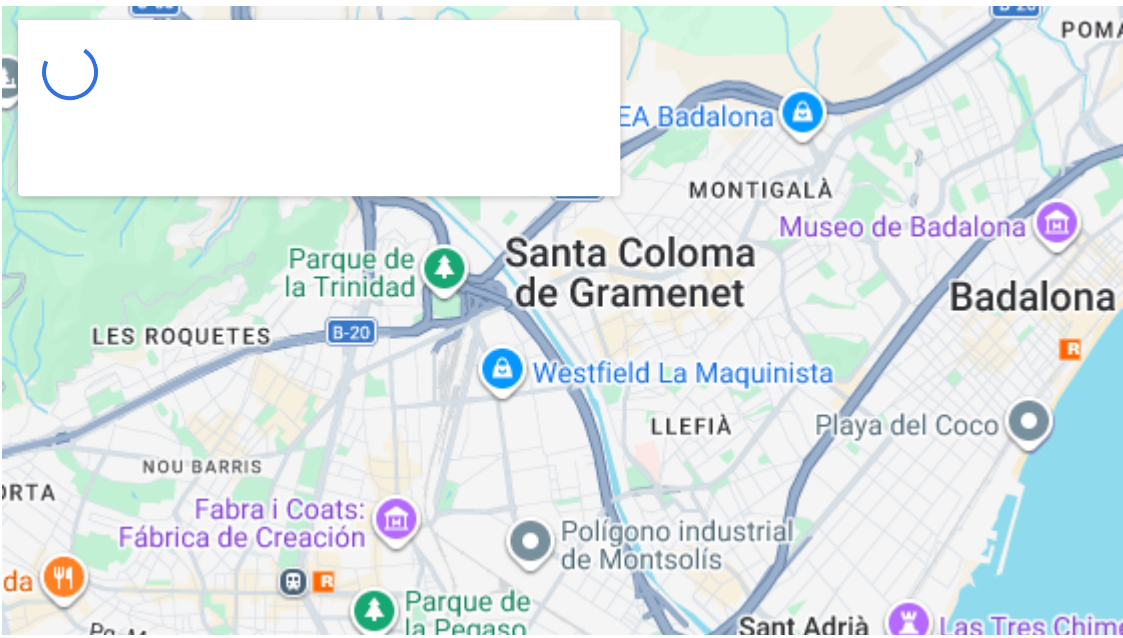 B-20
POMA
EA Badalona
MONTIGALÀ
Museo de Badalona
Santa Coloma
de Gramenet
Parque de
la Trinidad
Badalona
LES ROQUETES
B-20
R
Westfield La Maquinista
LLEFIÀ
Playa del Coco
NOU BARRIS
ORTA
Fabra i Coats:
Fábrica de Creación
Polígono industrial
de Montsolís
da
R
Parque de
la Pegaso
Sant Adrià
Las Tres Chime